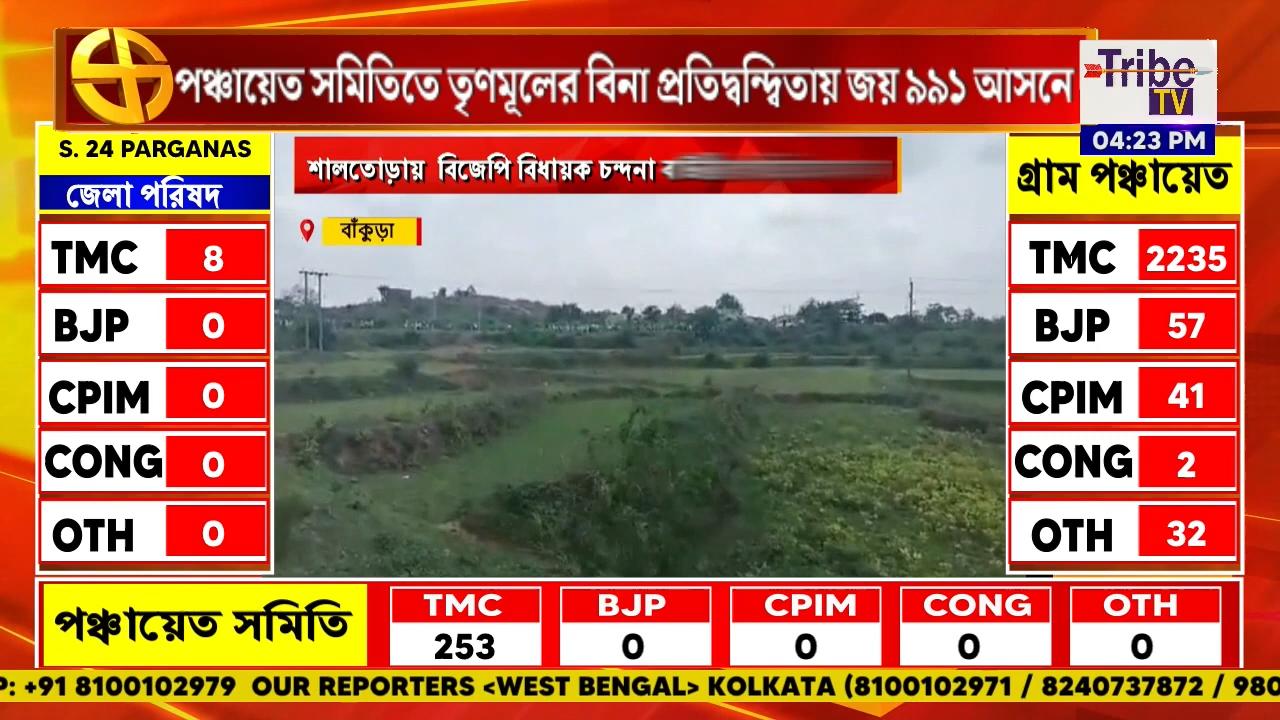 পঞ্চায়েত সমিতিতে তৃণমূলের বিনা প্রতিদ্বন্দ্বিতায় জয় ৯৯১ আসনে
Tribe
TV
04:23 PM
S. 24 PARGANAS
জেলা পরিষদ
TMC 8
BJP 0
CPIM 0
CONG 0
OTH 0
শালতোড়ায় বিজেপি বিধায়ক চন্দনা
বাঁকুড়া
গ্রাম পঞ্চায়েত
TMC 2235
BJP 57
CPIM 41
CONG 2
OTH 32
পঞ্চায়েত সমিতি
TMC BJP CPIM CONG OTH
253 0 0 0 0
P: +91 8100102979 OUR REPORTERS <WEST BENGAL> KOLKATA (8100102971 / 8240737872 / 980